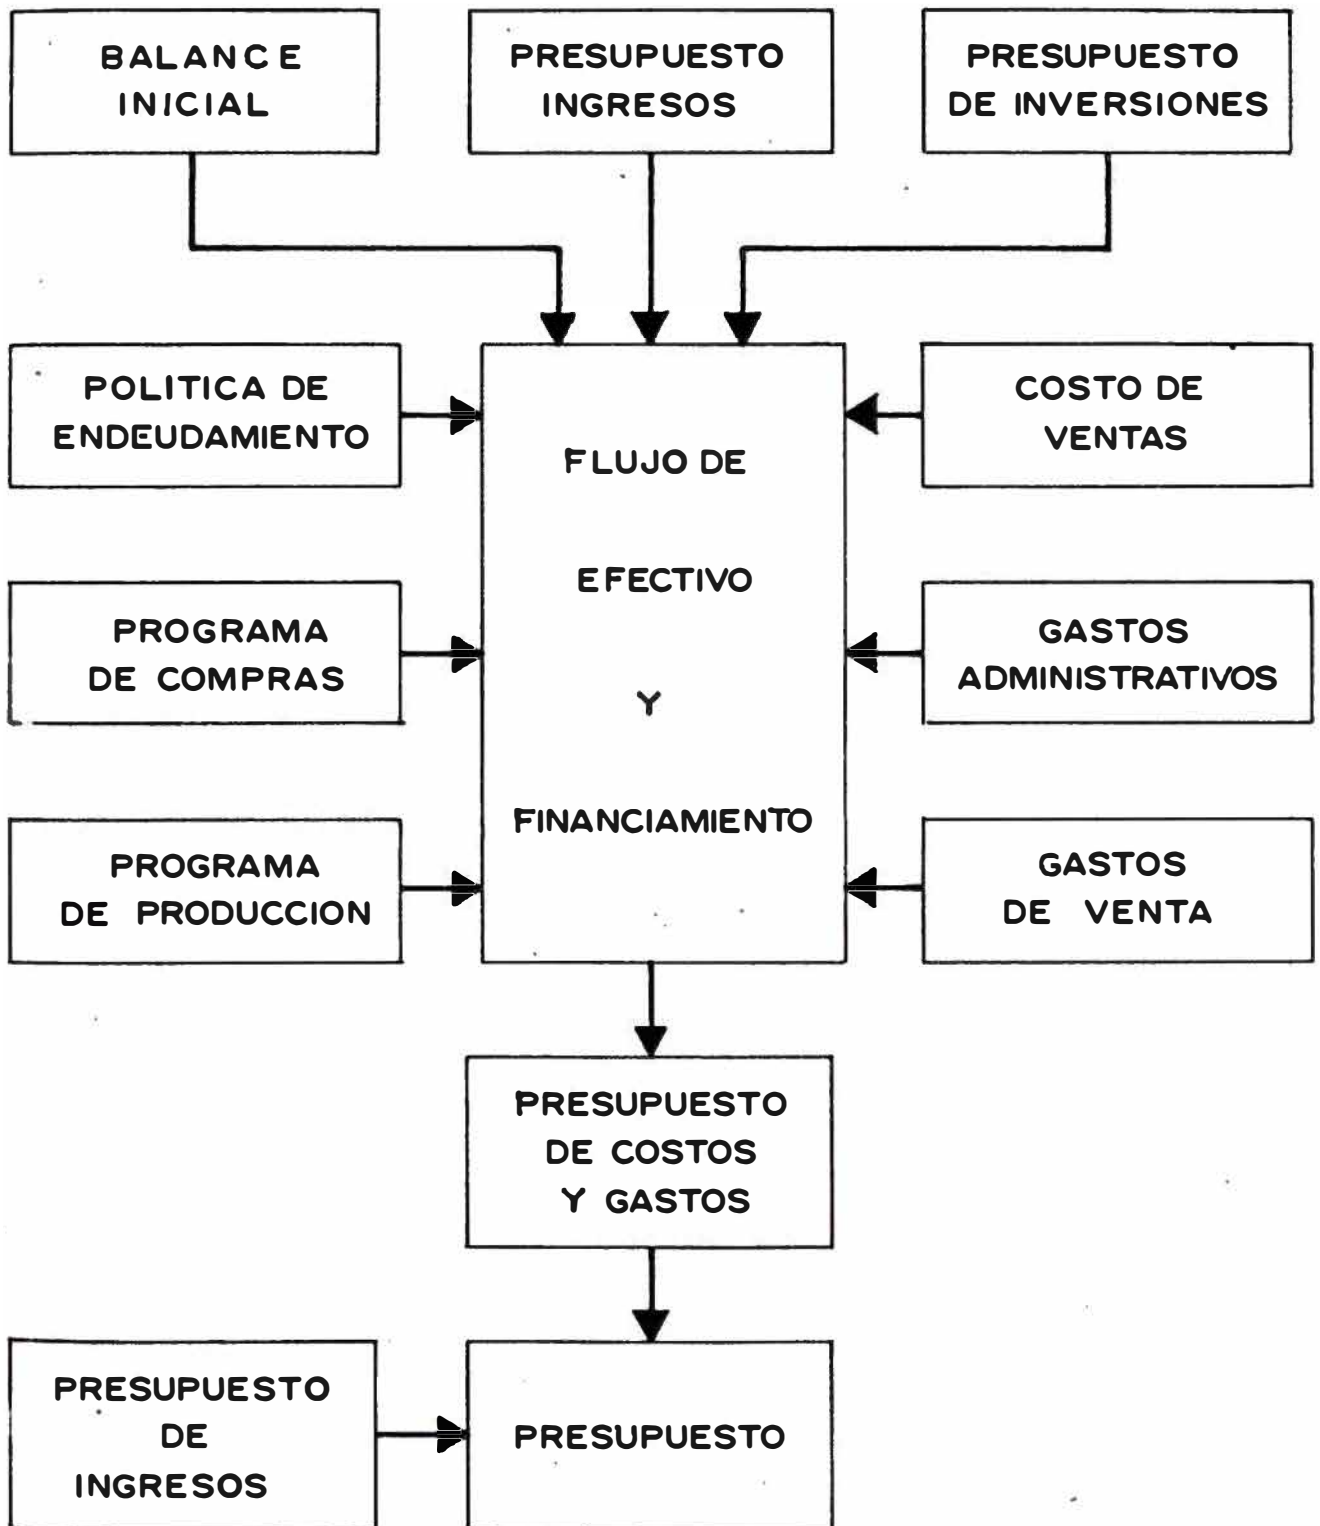 BALANCE
INICIAL
PRESUPUESTO
INGRESOS
PRESUPUESTO
DE INVERSIONES
POLITICA DE
ENDEUDAMIENTO
FLUJO DE
EFECTIVO
Y
FINANCIAMIENTO
COSTO DE
VENTAS
PROGRAMA
DE COMPRAS
GASTOS
ADMINISTRATIVOS
PROGRAMA
DE PRODUCCION
GASTOS
DE VENTA
PRESUPUESTO
DE COSTOS
Y GASTOS
PRESUPUESTO
DE
INGRESOS
PRESUPUESTO